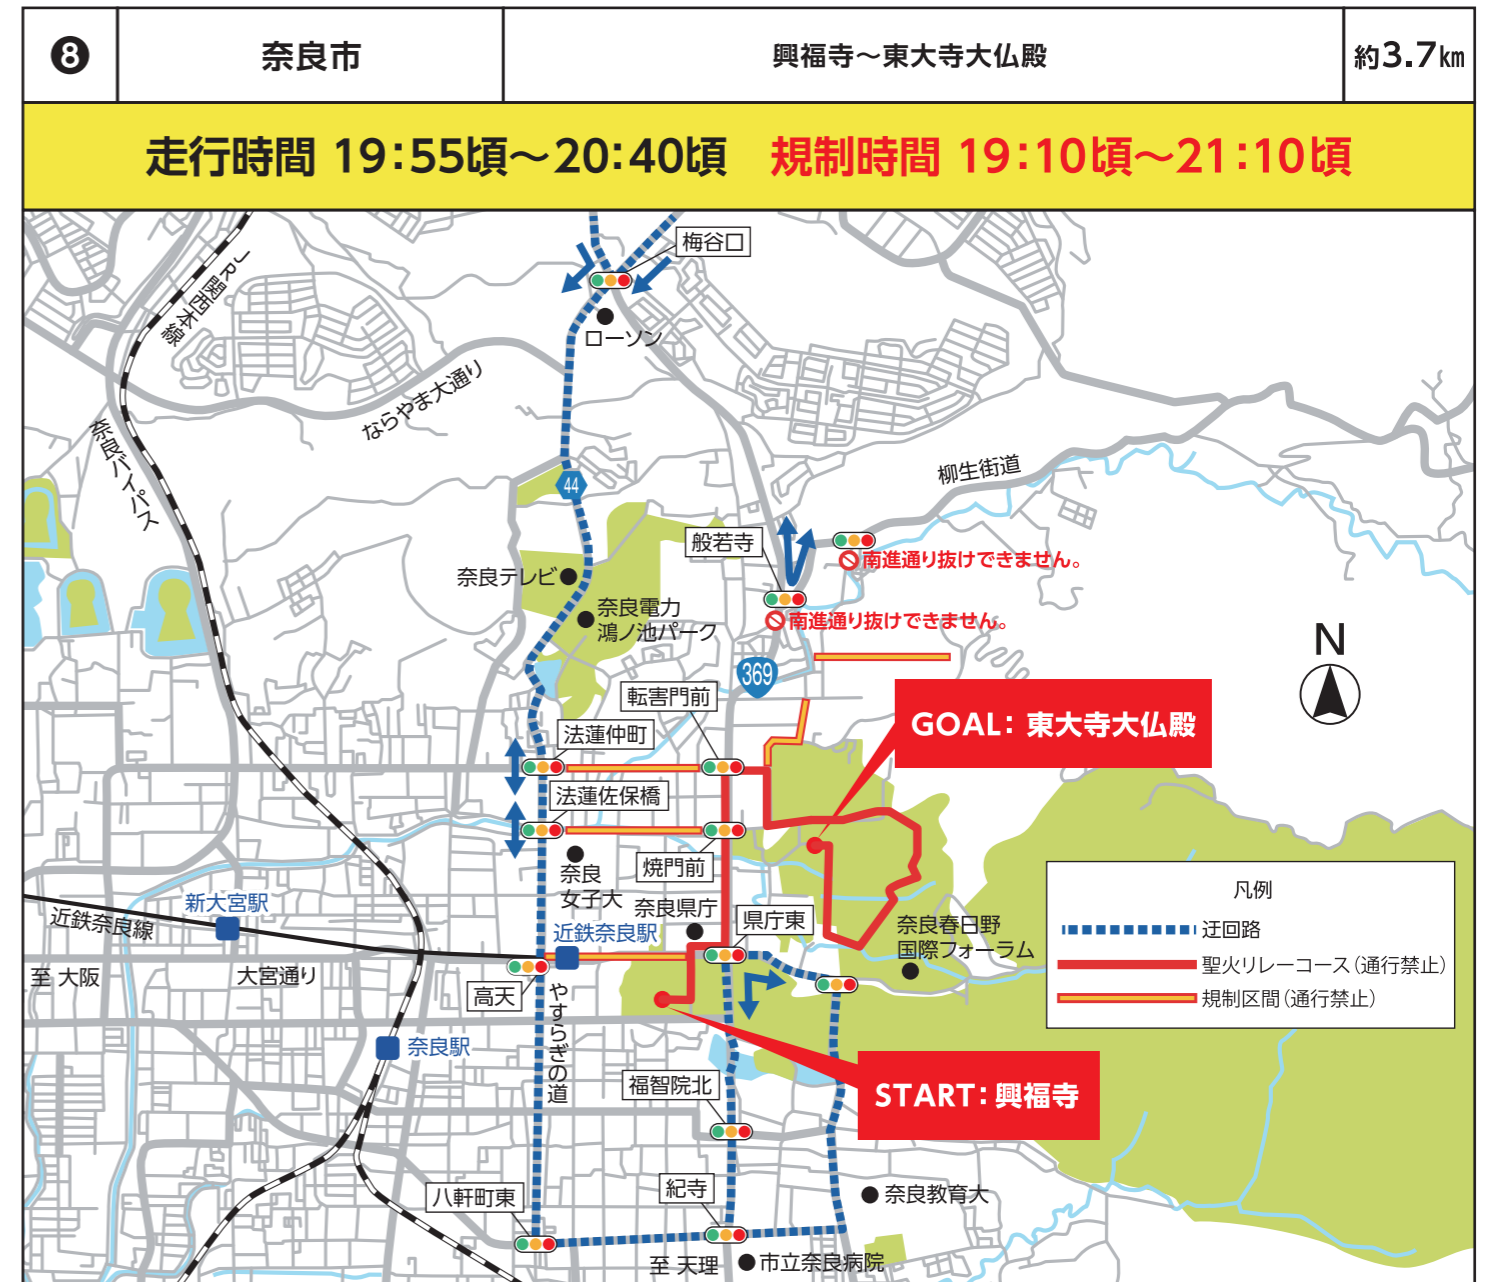 8 奈良市 興福寺～東大寺大仏殿 約3.7km
走行時間 19:55頃～20:40頃 規制時間 19:10頃～21:10頃
梅谷口
JR関西本線
ローソン
ならやま大通り
奈良バイパス
柳生街道
44
般若寺
南進通り抜けできません。
奈良テレビ
奈良電力
鴻ノ池パーク
南進通り抜けできません。
N
369
転害門前
GOAL: 東大寺大仏殿
法蓮仲町
法蓮佐保橋
焼門前
奈良
女子大
凡例
新大宮駅
奈良県庁
県庁東
近鉄奈良線
近鉄奈良駅
奈良春日野
国際フォーラム
迂回路
聖火リレーコース(通行禁止)
規制区間(通行禁止)
至 大阪
大宮通り
高天
やすらぎの道
奈良駅
福智院北
START: 興福寺
八軒町東
紀寺
奈良教育大
至 天理
市立奈良病院